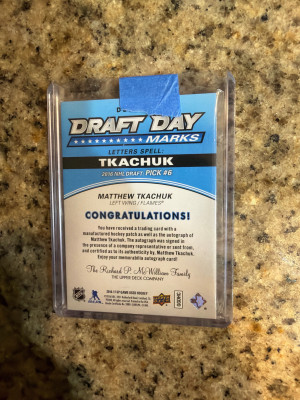 D
DRAFT DAY
MARKS
LETTERS SPELL:
TKACHUK
2016 NHL DRAFT: PICK #6
MATTHEW TKACHUK
LEFT WING / FLAMES
CONGRATULATIONS!
You have received a trading card with a
manufactured hockey patch as well as the autograph of
Matthew Tkachuk. The autograph was signed in
the presence of a company representative or sent from,
and certified as to its authenticity by, Matthew Tkachuk.
Enjoy your memorabilia autograph card!
The Richard P. McWilliam Family
THE UPPER DECK COMPANY
NHL
UPPER DECK